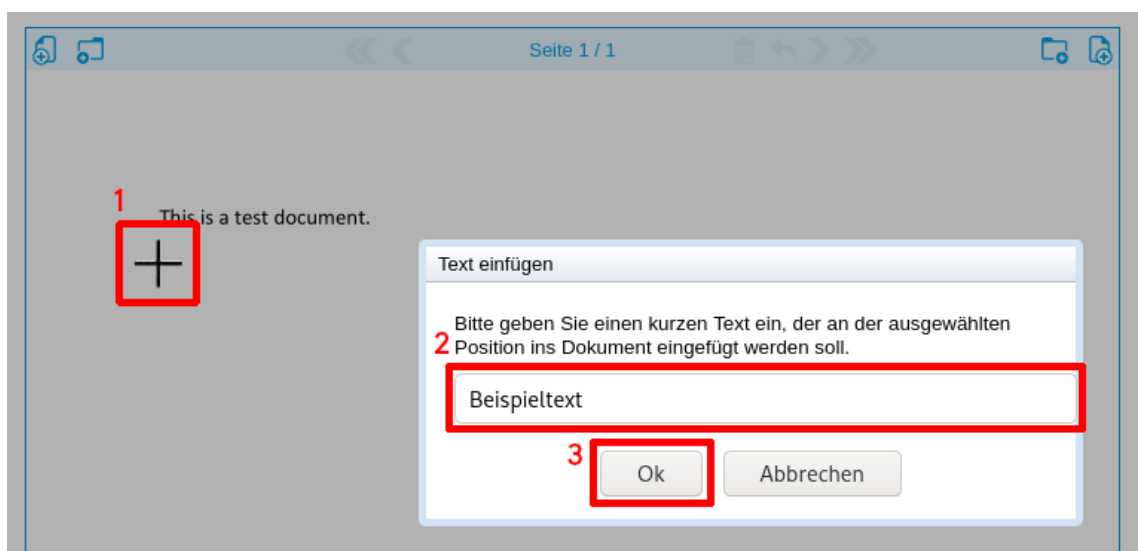 Seite 1 / 1
1
This is a test document.
Text einfügen
Bitte geben Sie einen kurzen Text ein, der an der ausgewählten
2 Position ins Dokument eingefügt werden soll.
Beispieltext
3
Ok Abbrechen